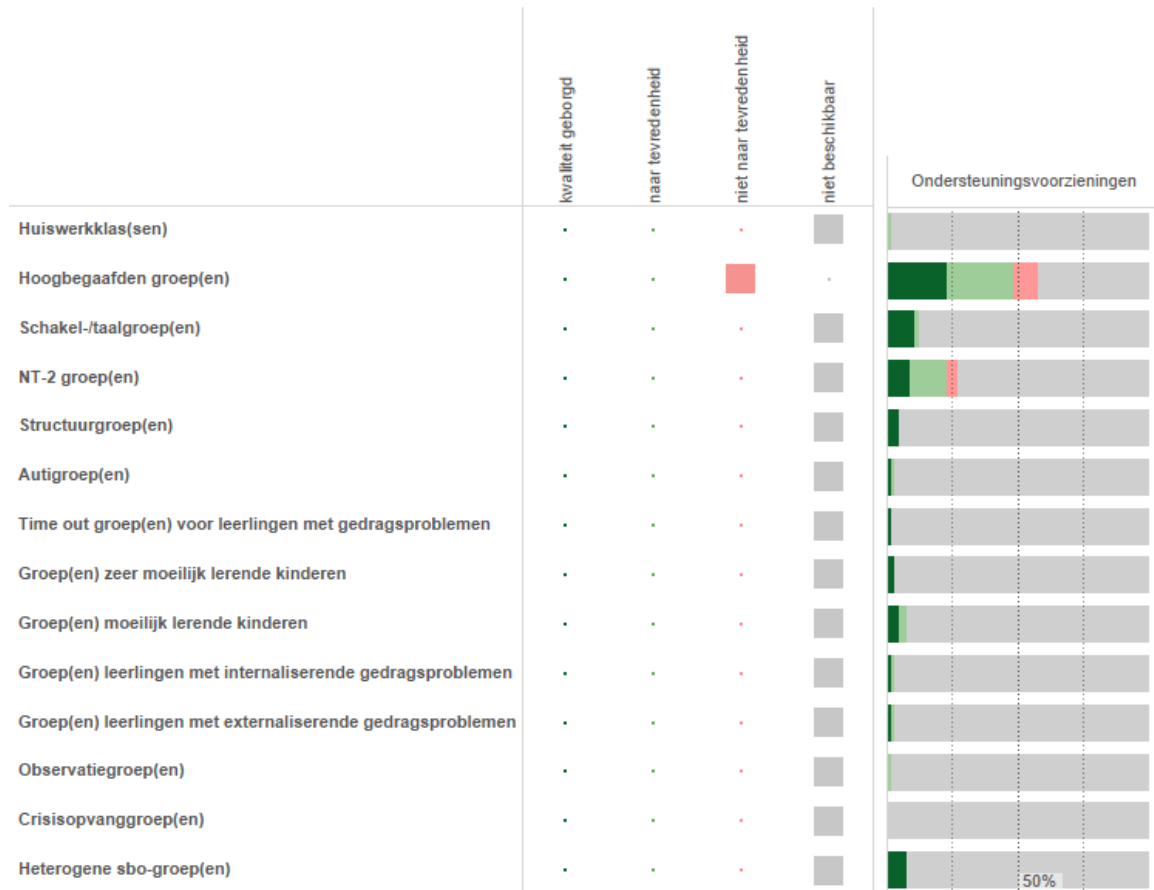 kwaliteit geborgd
naar tevredenheid
niet naar tevredenheid
niet beschikbaar
Ondersteuningsvoorzieningen
Huiswerkklas(sen)
Hoogbegaafden groep(en)
Schakel-/taalgroep(en)
NT-2 groep(en)
Structuurgroep(en)
Autigroep(en)
Time out groep(en) voor leerlingen met gedragsproblemen
Groep(en) zeer moeilijk lerende kinderen
Groep(en) moeilijk lerende kinderen
Groep(en) leerlingen met internaliserende gedragsproblemen
Groep(en) leerlingen met externaliserende gedragsproblemen
Observatiegroep(en)
Crisisopvanggroep(en)
Heterogene sbo-groep(en)
50%